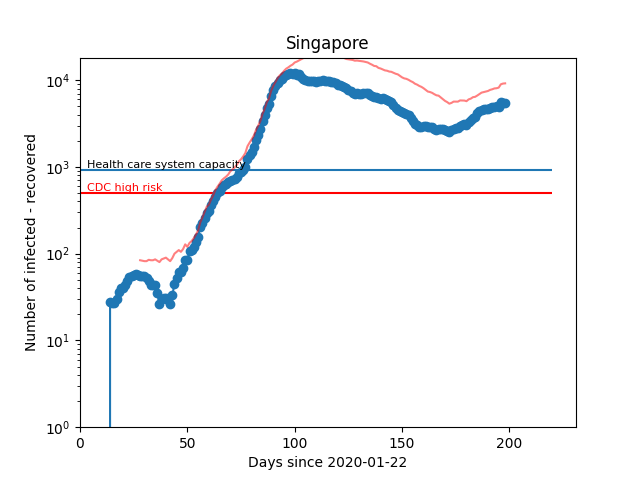 Singapore
Number of infected - recovered
10⁴
10³
10²
10¹
10⁰
Health care system capacity
CDC high risk
0 50 100 150 200
Days since 2020-01-22